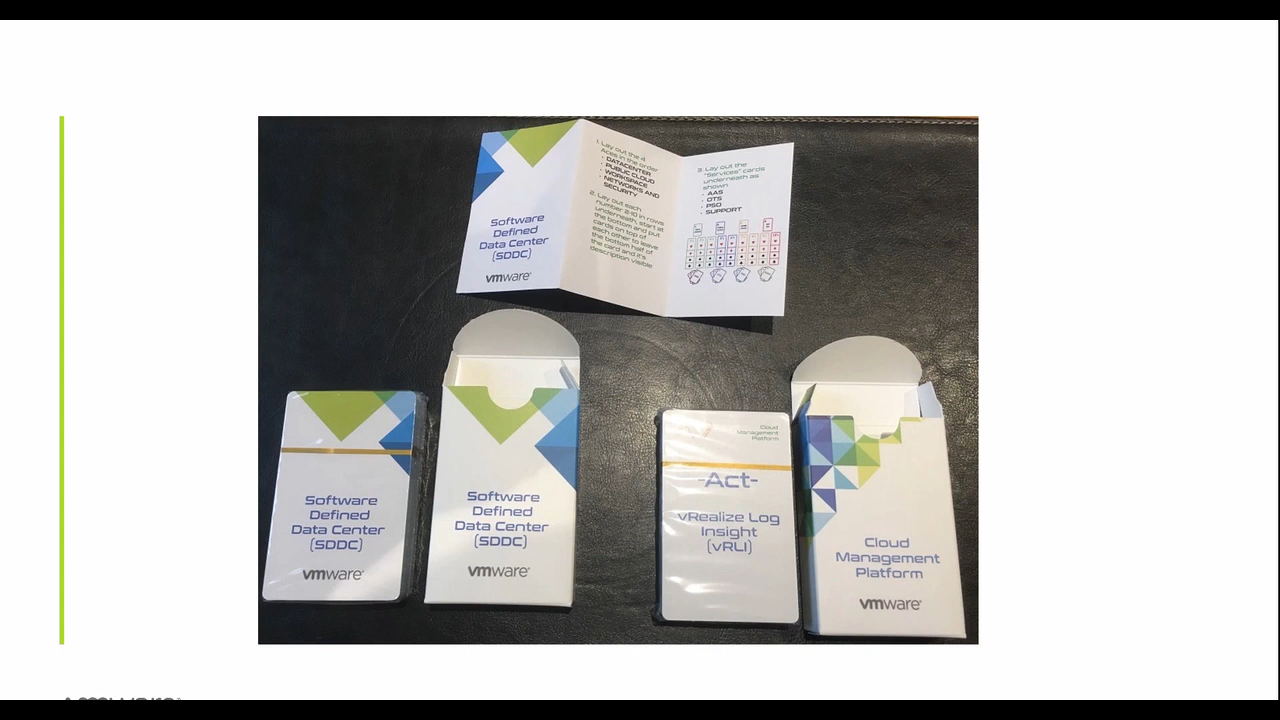 Software
Defined
Data Center
(SDDC)
vmware®
1. Lay out the 4
Aces in the order
• DATACENTER
• PUBLIC CLOUD
• WORKSPACE
• NETWORKS AND
SECURITY
2. Lay out each
number 2-10 in rows
underneath, start at
the bottom and put
cards on top of
each other to leave
the bottom half of
the card and it's
description visible
3. Lay out the
"Services" cards
underneath as
shown
• AAS
• OTS
• PSO
• SUPPORT
Software
Defined
Data Center
(SDDC)
vmware®
Software
Defined
Data Center
(SDDC)
vmware®
Cloud
Management
Platform
-Act-
vRealize Log
Insight
(vRLI)
Cloud
Management
Platform
vmware®